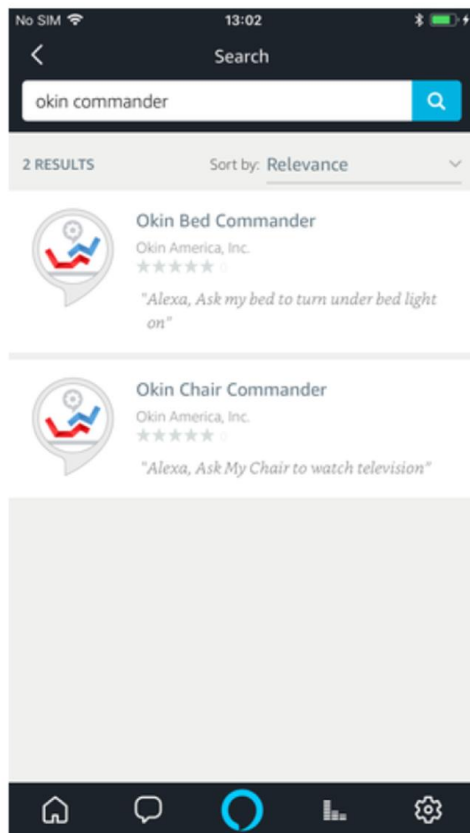 No SIM 13:02
Search
okin commander
2 RESULTS Sort by: Relevance
Okin Bed Commander
Okin America, Inc.
0
"Alexa, Ask my bed to turn under bed light
on"
Okin Chair Commander
Okin America, Inc.
0
"Alexa, Ask My Chair to watch television"